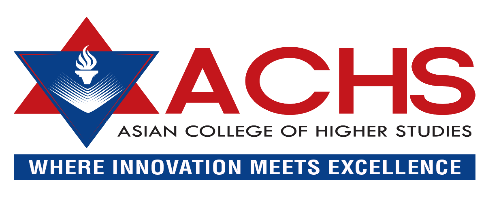 ACHS
ASIAN COLLEGE OF HIGHER STUDIES
WHERE INNOVATION MEETS EXCELLENCE